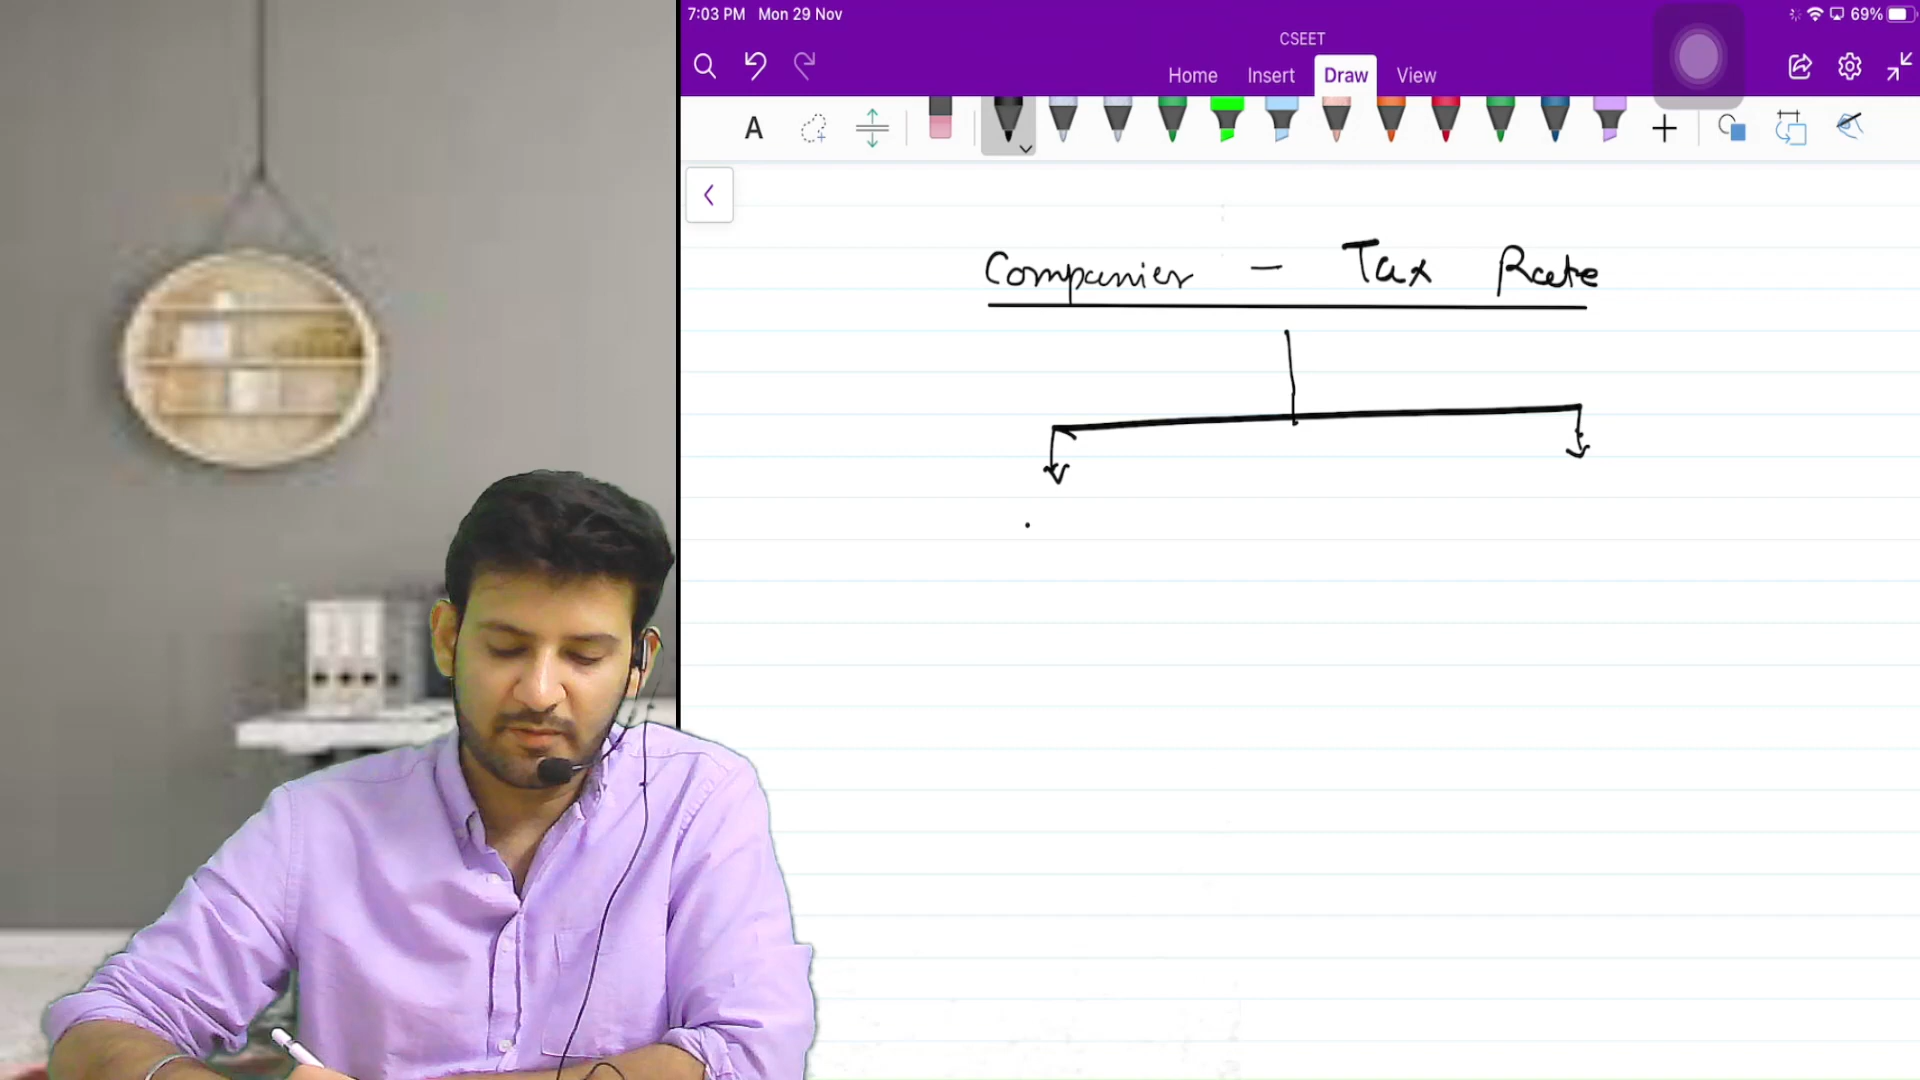 7:03 PM Mon 29 Nov
69%
CSEET
Home Insert Draw View
A
Companies - Tax Rate